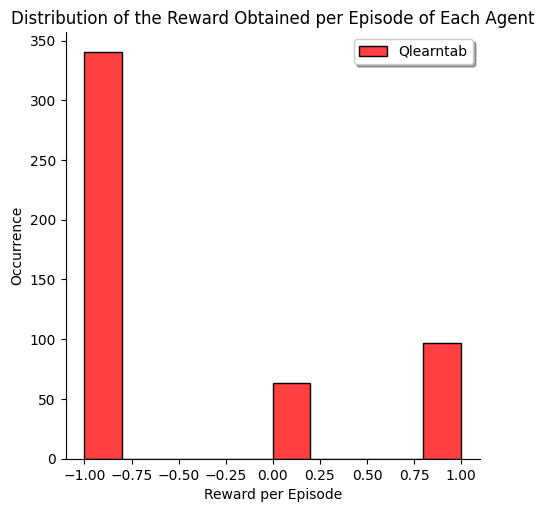 Distribution of the Reward Obtained per Episode of Each Agent
Qlearntab
350
300
250
200
150
100
50
0
Occurrence
−1.00 −0.75 −0.50 −0.25 0.00 0.25 0.50 0.75 1.00
Reward per Episode